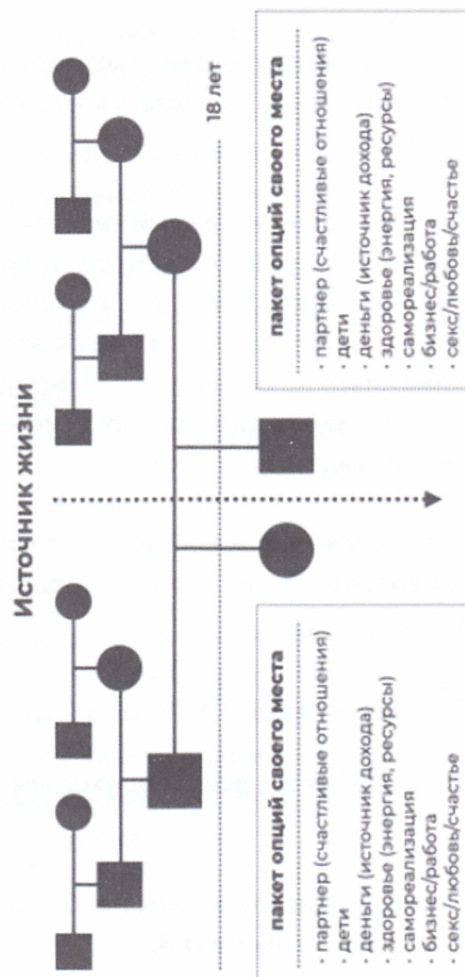 Источник жизни
18 лет
пакет опций своего места
· партнер (счастливые отношения)
· дети
· деньги (источник дохода)
· здоровье (энергия, ресурсы)
· самореализация
· бизнес/работа
· секс/любовь/счастье
пакет опций своего места
· партнер (счастливые отношения)
· дети
· деньги (источник дохода)
· здоровье (энергия, ресурсы)
· самореализация
· бизнес/работа
· секс/любовь/счастье